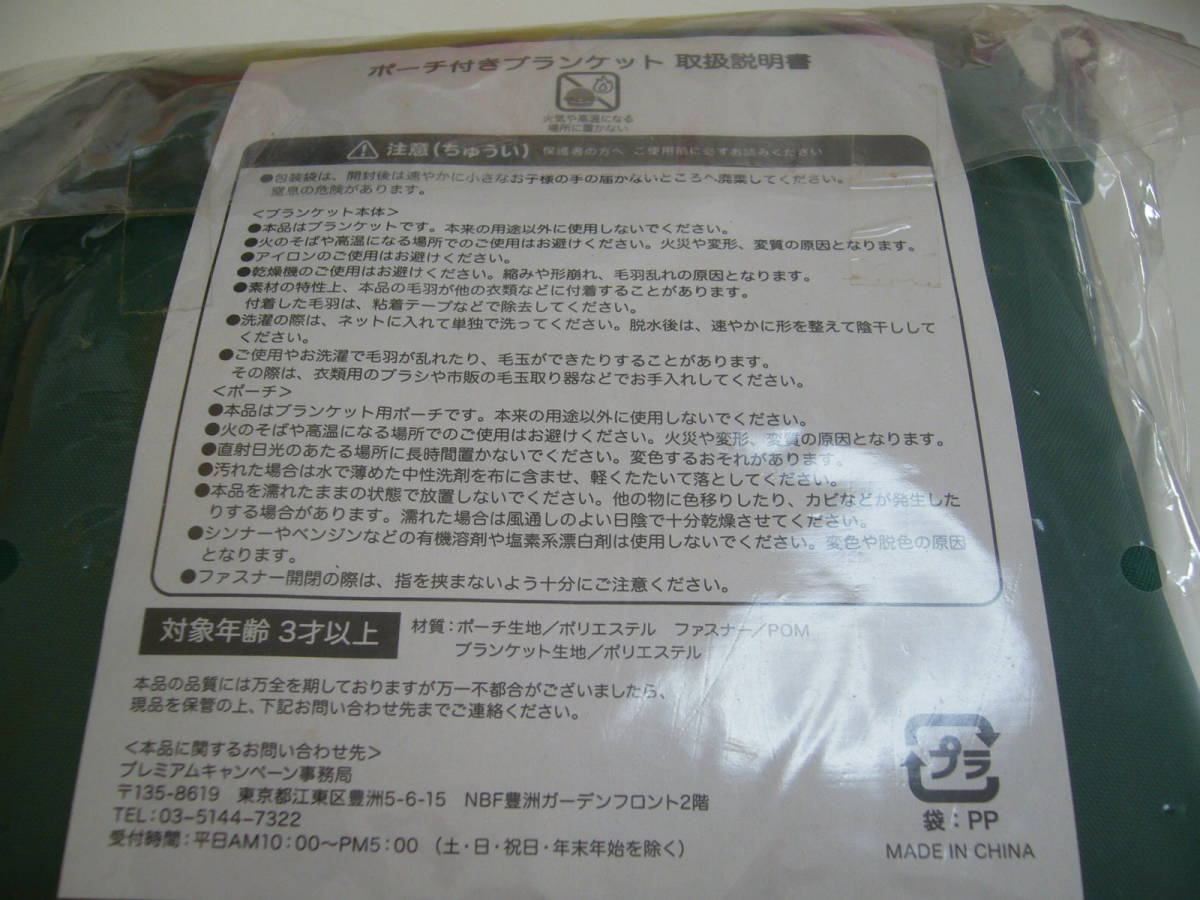 ポーチ付きブランケット 取扱説明書
火気や高温になる
場所に置かない
注意(ちゅうい) 保護者の方へ ご使用前に必ずお読みください
●包装袋は、開封後は速やかに小さなお子様の手の届かないところへ廃棄してください。
窒息の危険があります。
＜ブランケット本体＞
●本品はブランケットです。本来の用途以外に使用しないでください。
●火のそばや高温になる場所でのご使用はお避けください。火災や変形、変質の原因となります。
●アイロンのご使用はお避けください。
●乾燥機のご使用はお避けください。縮みや形崩れ、毛羽乱れの原因となります。
●素材の特性上、本品の毛羽が他の衣類などに付着することがあります。
付着した毛羽は、粘着テープなどで除去してください。
●洗濯の際は、ネットに入れて単独で洗ってください。脱水後は、速やかに形を整えて陰干しして
ください。
●ご使用やお洗濯で毛羽が乱れたり、毛玉ができたりすることがあります。
その際は、衣類用のブラシや市販の毛玉取り器などでお手入れしてください。
＜ポーチ＞
●本品はブランケット用ポーチです。本来の用途以外に使用しないでください。
●火のそばや高温になる場所でのご使用はお避けください。火災や変形、変質の原因となります。
●直射日光のあたる場所に長時間置かないでください。変色するおそれがあります。
●汚れた場合は水で薄めた中性洗剤を布に含ませ、軽くたたいて落としてください。
●本品を濡れたままの状態で放置しないでください。他の物に色移りしたり、カビなどが発生した
りする場合があります。濡れた場合は風通しのよい日陰で十分乾燥させてください。
●シンナーやベンジンなどの有機溶剤や塩素系漂白剤は使用しないでください。変色や脱色の原因
となります。
●ファスナー開閉の際は、指を挟まないよう十分にご注意ください。
対象年齢 3才以上
材質：ポーチ生地／ポリエステル ファスナー／POM
ブランケット生地／ポリエステル
本品の品質には万全を期しておりますが万一不都合がございましたら、
現品を保管の上、下記お問い合わせ先までご連絡ください。
＜本品に関するお問い合わせ先＞
プレミアムキャンペーン事務局
〒135-8619 東京都江東区豊洲5-6-15 NBF豊洲ガーデンフロント2階
TEL：03-5144-7322
受付時間：平日AM10：00～PM5：00 （土・日・祝日・年末年始を除く）
プラ
袋：PP
MADE IN CHINA